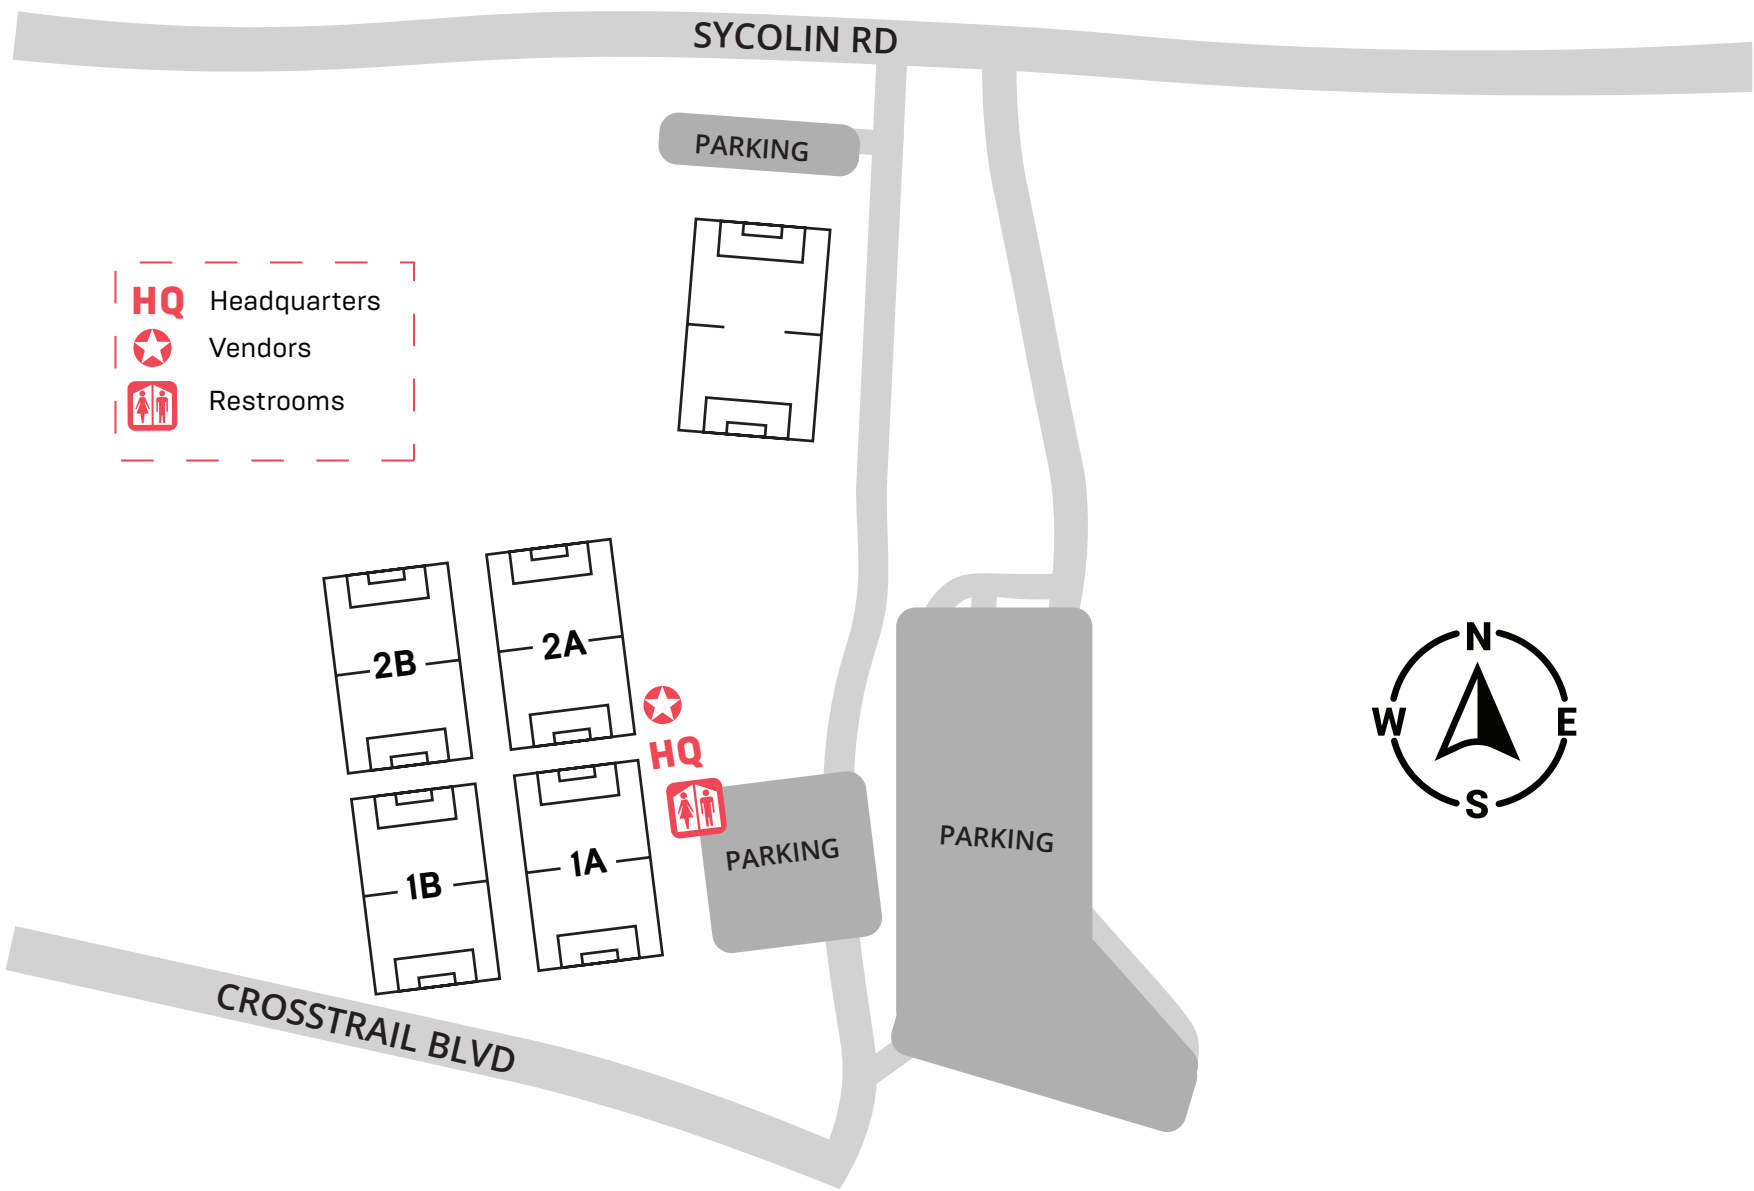 SYCOLIN RD
PARKING
HQ Headquarters
Vendors
Restrooms
2B
2A
HQ
1B
1A
PARKING
PARKING
N
W
E
S
CROSSTRAIL BLVD